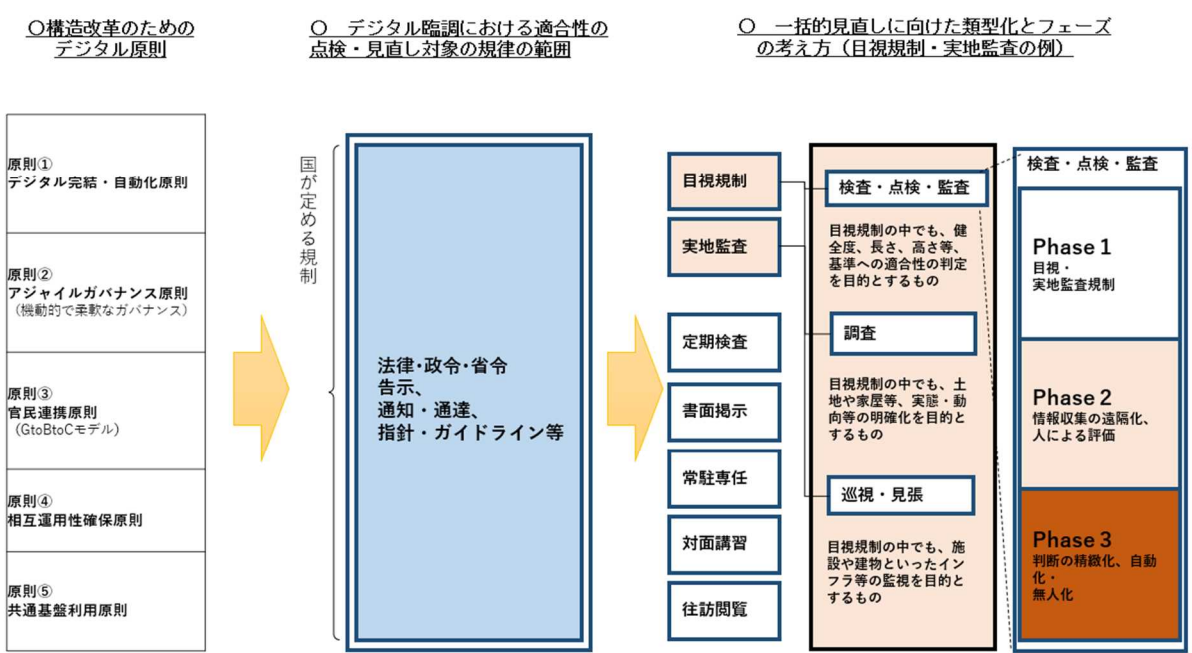 〇構造改革のための
デジタル原則
〇　デジタル臨調における適合性の
点検・見直し対象の規律の範囲
〇　一括的見直しに向けた類型化とフェーズ
の考え方（目視規制・実地監査の例）
原則①
デジタル完結・自動化原則
原則②
アジャイルガバナンス原則
（機動的で柔軟なガバナンス）
原則③
官民連携原則
（GtoBtoCモデル）
原則④
相互運用性確保原則
原則⑤
共通基盤利用原則
国が定める規制
法律・政令・省令
告示、
通知・通達、
指針・ガイドライン等
目視規制
実地監査
定期検査
書面掲示
常駐専任
対面講習
往訪閲覧
検査・点検・監査
目視規制の中でも、健
全度、長さ、高さ等、
基準への適合性の判定
を目的とするもの
調査
目視規制の中でも、土
地や家屋等、実態・動
向等の明確化を目的と
するもの
巡視・見張
目視規制の中でも、施
設や建物といったイン
フラ等の監視を目的と
するもの
検査・点検・監査
Phase 1
目視・
実地監査規制
Phase 2
情報収集の遠隔化、
人による評価
Phase 3
判断の精緻化、自動
化・
無人化